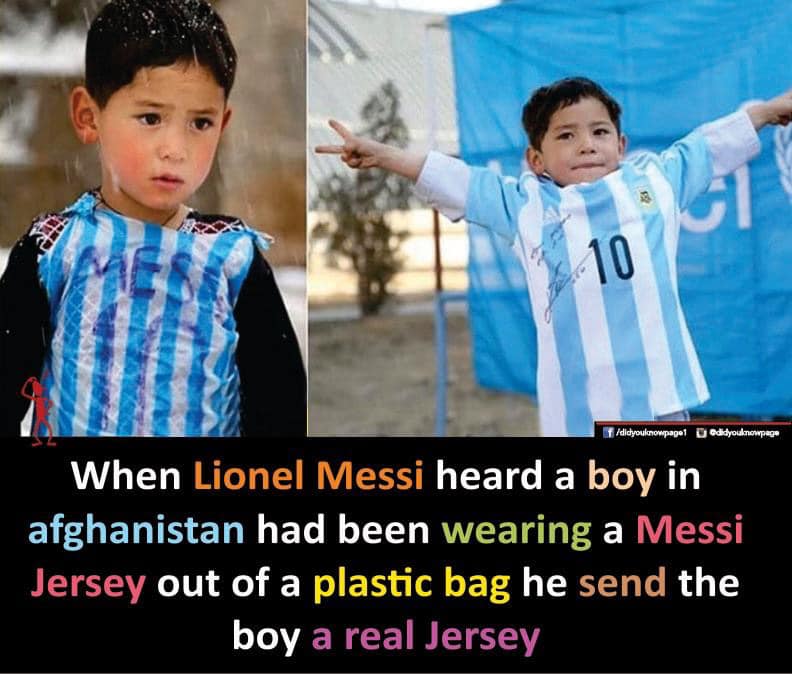 MESSI
10
cef
/didyouknowpage1 @didyouknowpage
When Lionel Messi heard a boy in
afghanistan had been wearing a Messi
Jersey out of a plastic bag he send the
boy a real Jersey